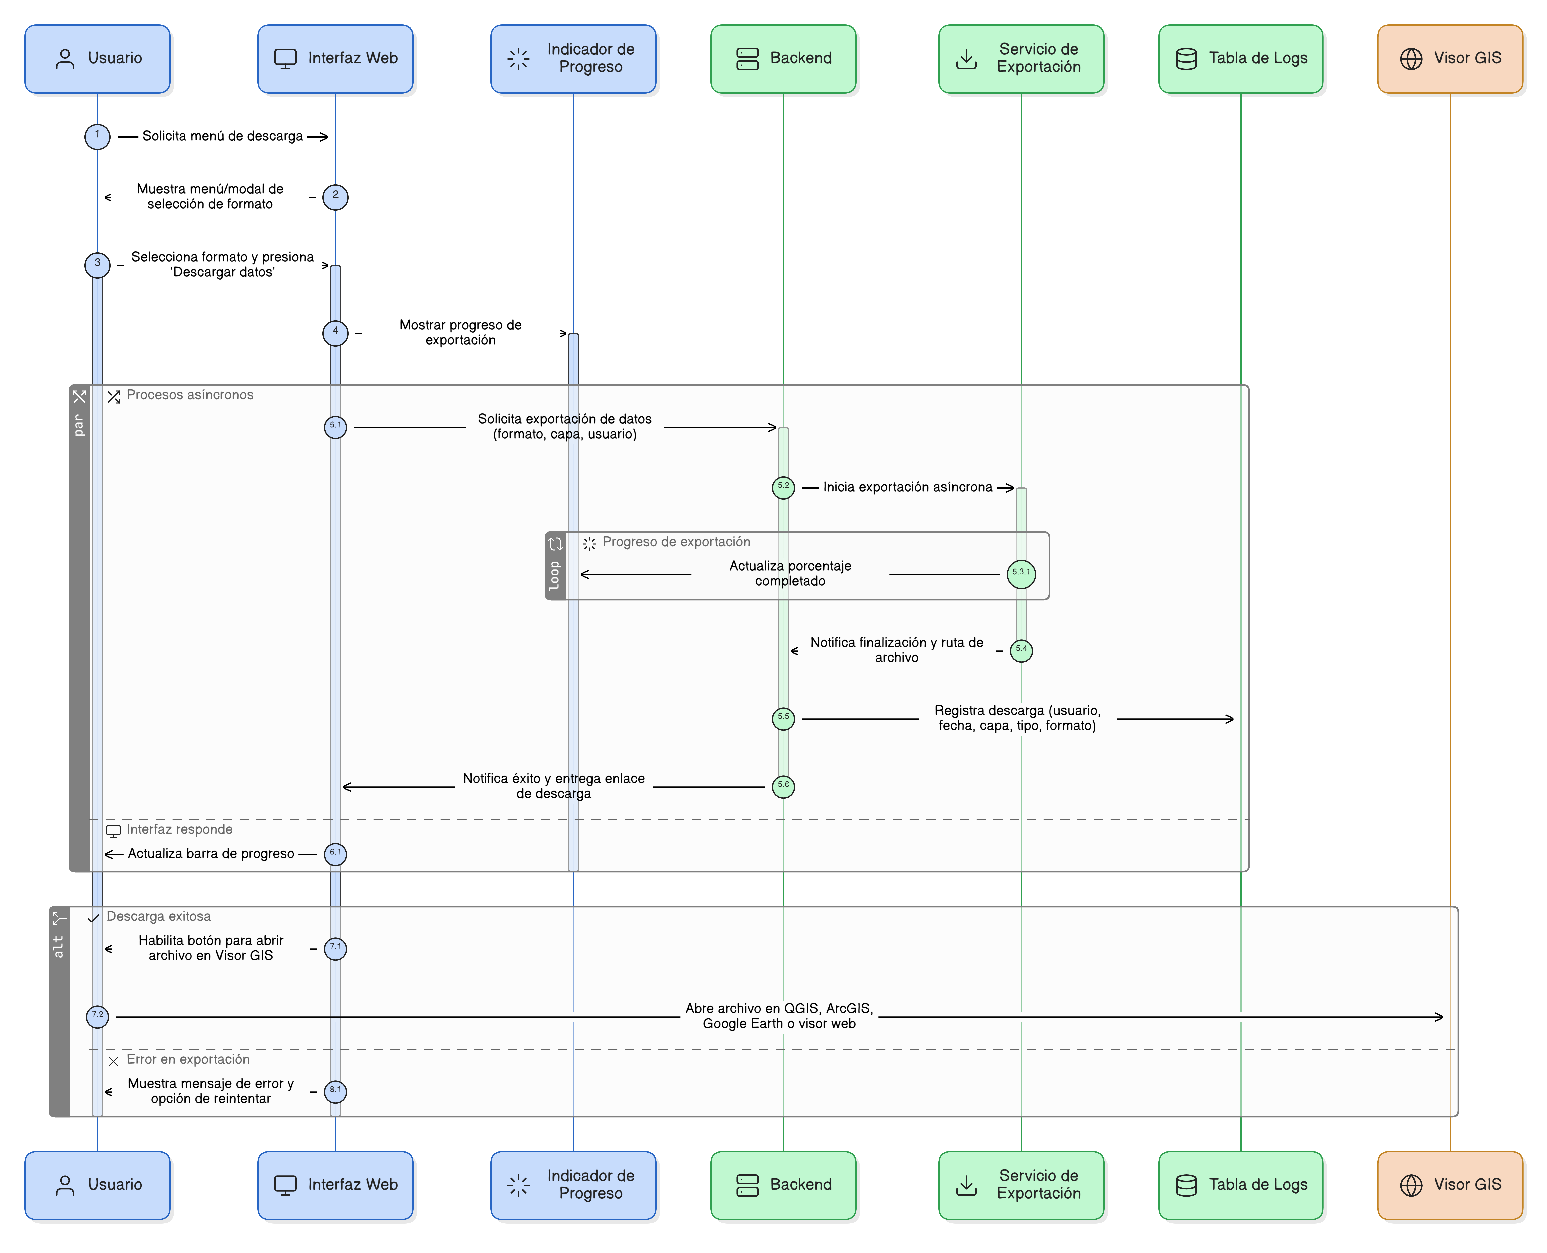 Usuario
Interfaz Web
Indicador de
Progreso
Backend
Servicio de
Exportación
Tabla de Logs
Visor GIS
1
Solicita menú de descarga
Muestra menú/modal de
selección de formato
2
3
Selecciona formato y presiona
'Descargar datos'
4
Mostrar progreso de
exportación
par
Procesos asíncronos
5.1
Solicita exportación de datos
(formato, capa, usuario)
5.2
Inicia exportación asíncrona
loop
Progreso de exportación
Actualiza porcentaje
completado
5.3.1
Notifica finalización y ruta de
archivo
5.4
5.5
Registra descarga (usuario,
fecha, capa, tipo, formato)
Notifica éxito y entrega enlace
de descarga
5.6
Interfaz responde
Actualiza barra de progreso
6.1
alt
Descarga exitosa
Habilita botón para abrir
archivo en Visor GIS
7.1
7.2
Abre archivo en QGIS, ArcGIS,
Google Earth o visor web
Error en exportación
Muestra mensaje de error y
opción de reintentar
8.1
Usuario
Interfaz Web
Indicador de
Progreso
Backend
Servicio de
Exportación
Tabla de Logs
Visor GIS